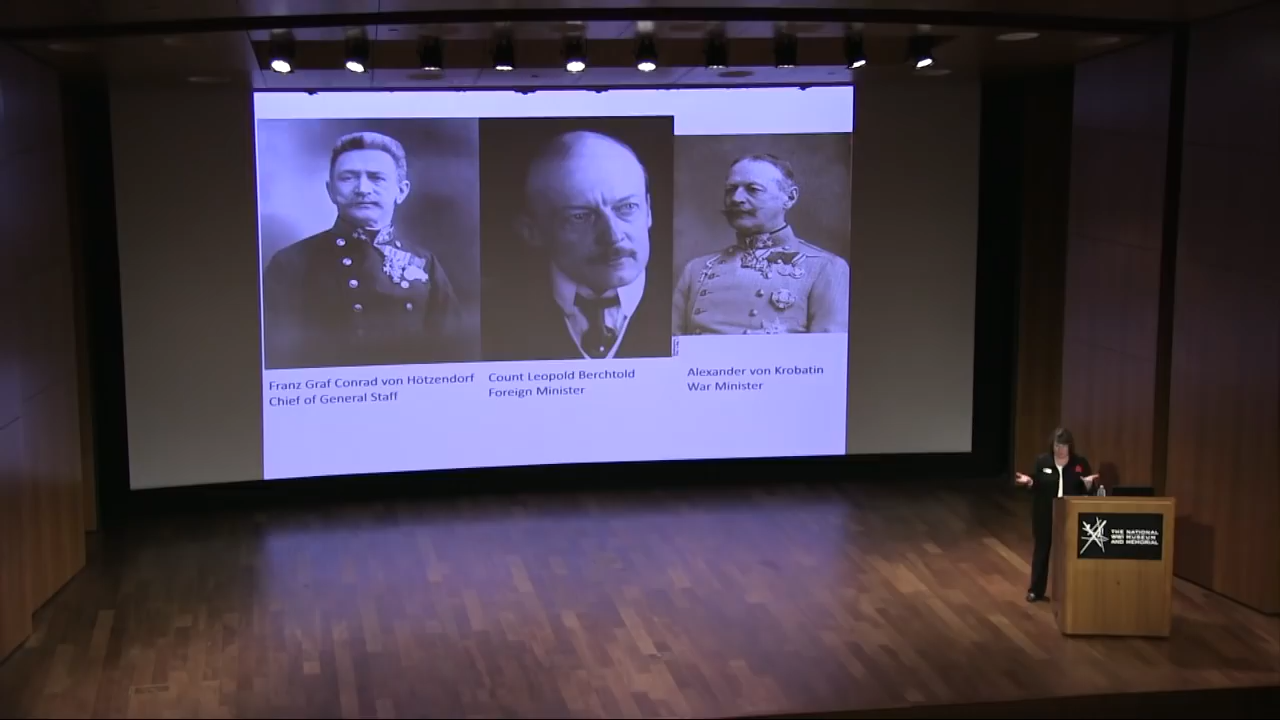 Franz Graf Conrad von Hötzendorf
Chief of General Staff
Count Leopold Berchtold
Foreign Minister
Alexander von Krobatin
War Minister
THE NATIONAL
WWI MUSEUM
AND MEMORIAL